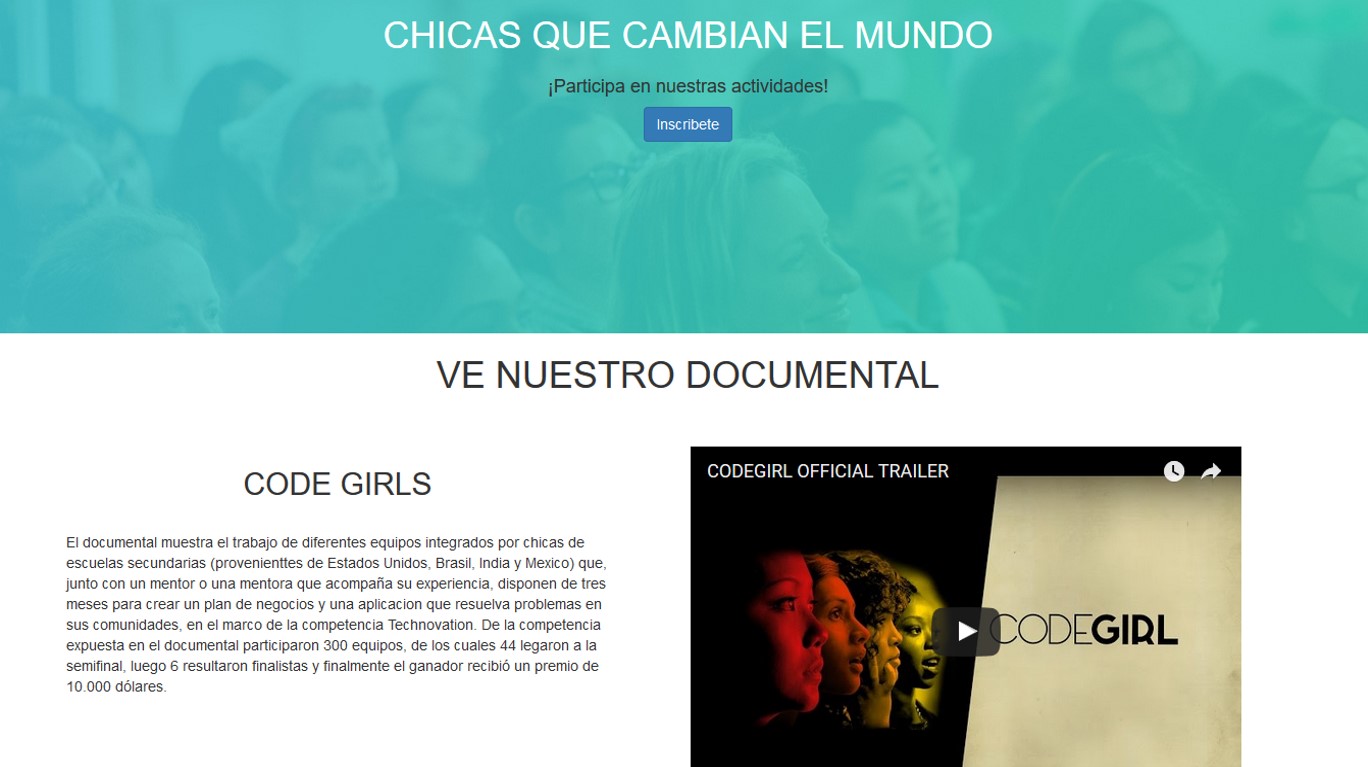 CHICAS QUE CAMBIAN EL MUNDO
¡Participa en nuestras actividades!
Inscribete
VE NUESTRO DOCUMENTAL
CODE GIRLS
El documental muestra el trabajo de diferentes equipos integrados por chicas de
escuelas secundarias (provenienttes de Estados Unidos, Brasil, India y Mexico) que,
junto con un mentor o una mentora que acompaña su experiencia, disponen de tres
meses para crear un plan de negocios y una aplicacion que resuelva problemas en
sus comunidades, en el marco de la competencia Technovation. De la competencia
expuesta en el documental participaron 300 equipos, de los cuales 44 legaron a la
semifinal, luego 6 resultaron finalistas y finalmente el ganador recibió un premio de
10.000 dólares.
CODEGIRL OFFICIAL TRAILER
CODEGIRL